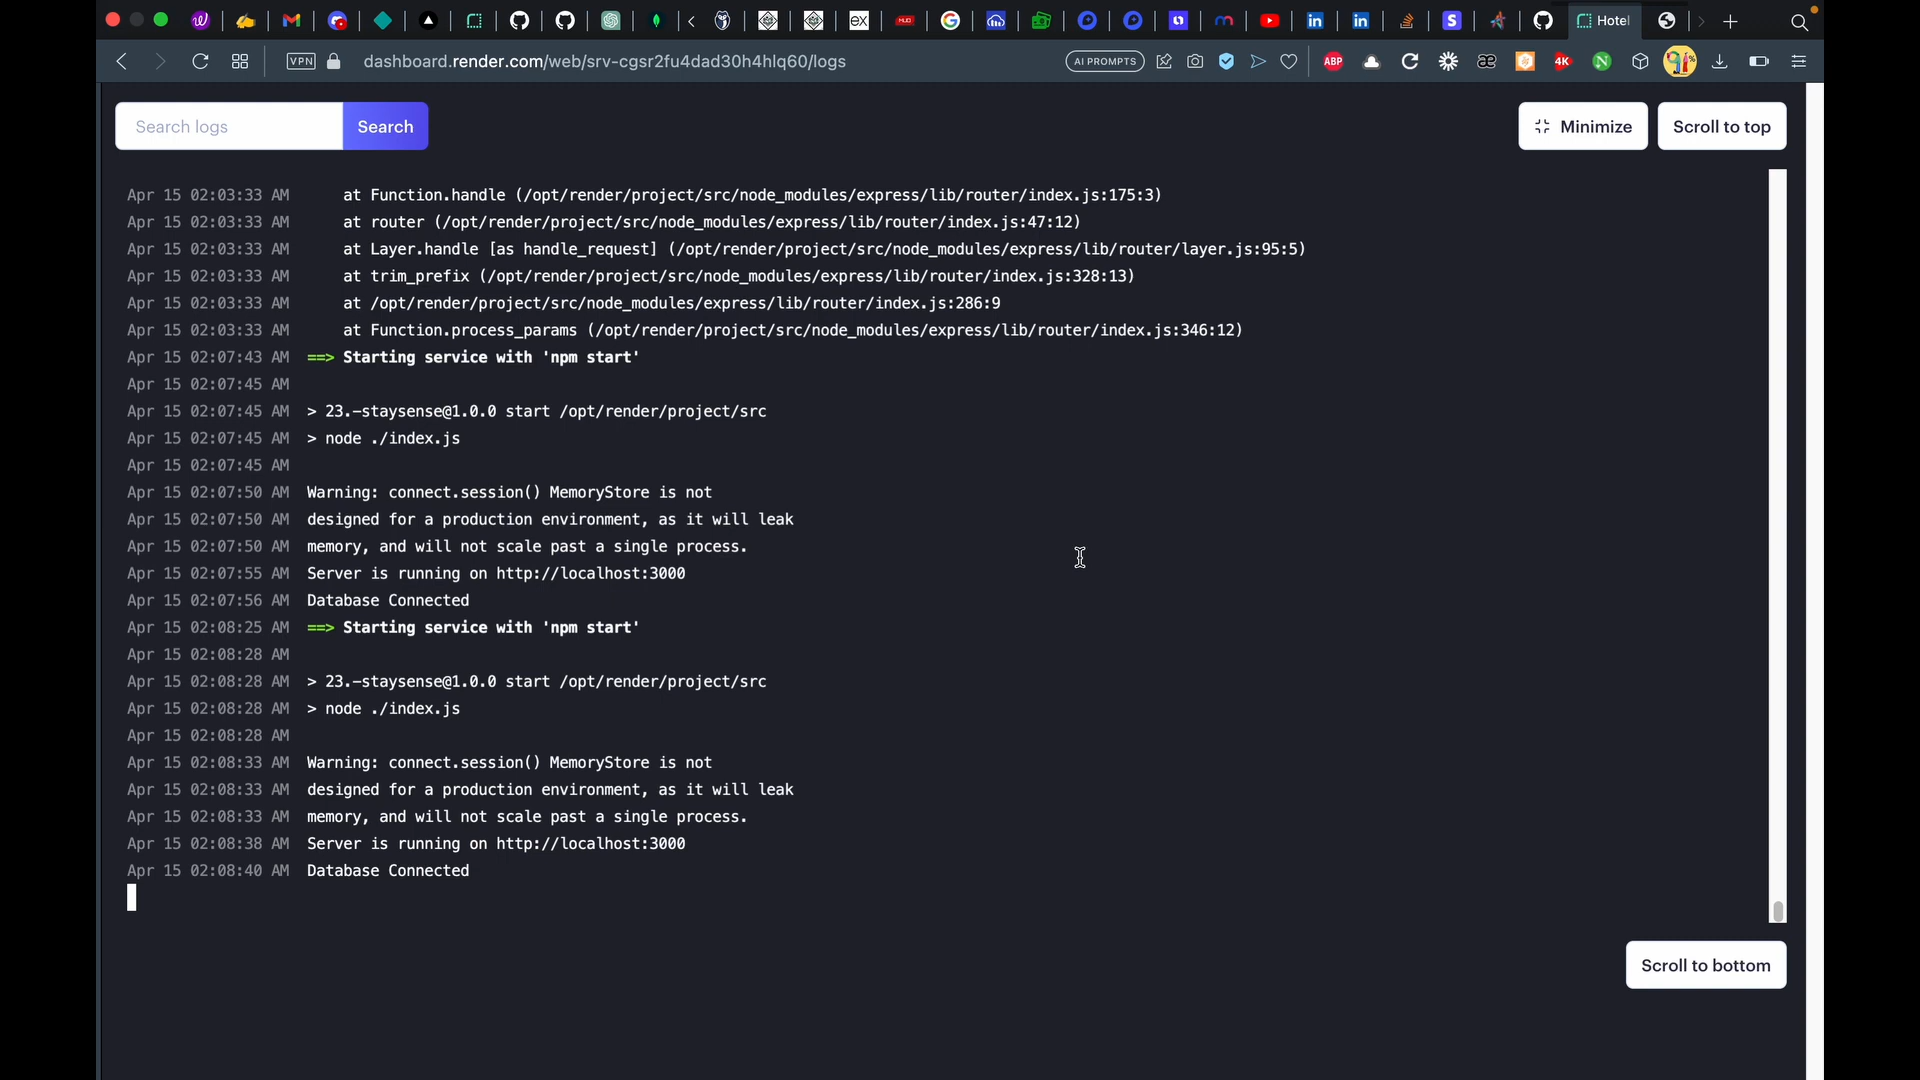 Hotel
VPN
dashboard.render.com/web/srv-cgsr2fu4dad30h4hlq60/logs
AI PROMPTS
ABP
4K
Search logs
Search
Minimize
Scroll to top
Apr 15 02:03:33 AM at Function.handle (/opt/render/project/src/node_modules/express/lib/router/index.js:175:3)
Apr 15 02:03:33 AM at router (/opt/render/project/src/node_modules/express/lib/router/index.js:47:12)
Apr 15 02:03:33 AM at Layer.handle [as handle_request] (/opt/render/project/src/node_modules/express/lib/router/layer.js:95:5)
Apr 15 02:03:33 AM at trim_prefix (/opt/render/project/src/node_modules/express/lib/router/index.js:328:13)
Apr 15 02:03:33 AM at /opt/render/project/src/node_modules/express/lib/router/index.js:286:9
Apr 15 02:03:33 AM at Function.process_params (/opt/render/project/src/node_modules/express/lib/router/index.js:346:12)
Apr 15 02:07:43 AM ==> Starting service with 'npm start'
Apr 15 02:07:45 AM
Apr 15 02:07:45 AM > 23.-staysense@1.0.0 start /opt/render/project/src
Apr 15 02:07:45 AM > node ./index.js
Apr 15 02:07:45 AM
Apr 15 02:07:50 AM Warning: connect.session() MemoryStore is not
Apr 15 02:07:50 AM designed for a production environment, as it will leak
Apr 15 02:07:50 AM memory, and will not scale past a single process.
Apr 15 02:07:55 AM Server is running on http://localhost:3000
Apr 15 02:07:56 AM Database Connected
Apr 15 02:08:25 AM ==> Starting service with 'npm start'
Apr 15 02:08:28 AM
Apr 15 02:08:28 AM > 23.-staysense@1.0.0 start /opt/render/project/src
Apr 15 02:08:28 AM > node ./index.js
Apr 15 02:08:28 AM
Apr 15 02:08:33 AM Warning: connect.session() MemoryStore is not
Apr 15 02:08:33 AM designed for a production environment, as it will leak
Apr 15 02:08:33 AM memory, and will not scale past a single process.
Apr 15 02:08:38 AM Server is running on http://localhost:3000
Apr 15 02:08:40 AM Database Connected
Scroll to bottom